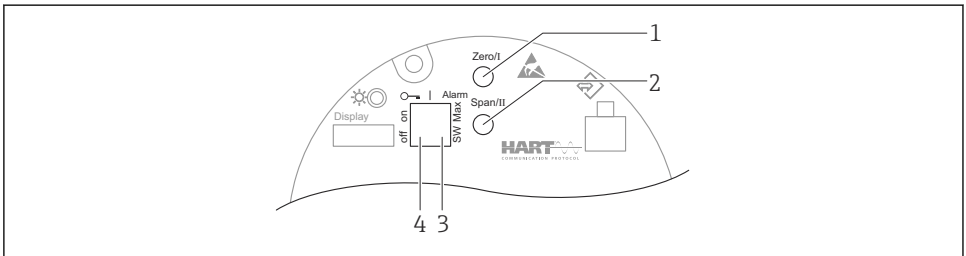 1
Zero/I
2
Alarm
Span/II
Display
on
off
SW Max
HART
COMMUNICATION PROTOCOL
4 3